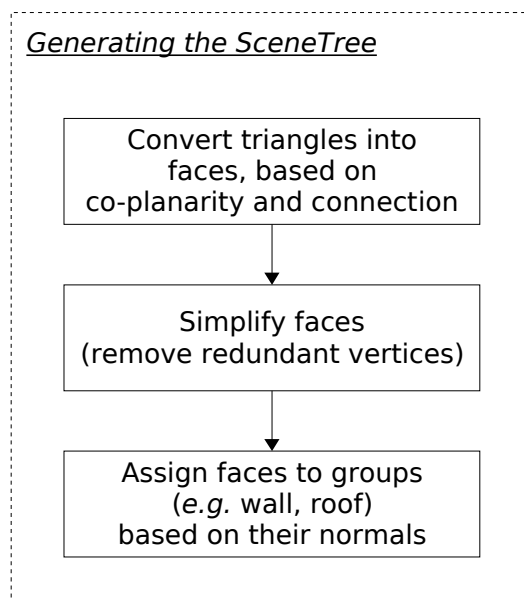 Generating the SceneTree
Convert triangles into
faces, based on
co-planarity and connection
Simplify faces
(remove redundant vertices)
Assign faces to groups
(e.g. wall, roof)
based on their normals